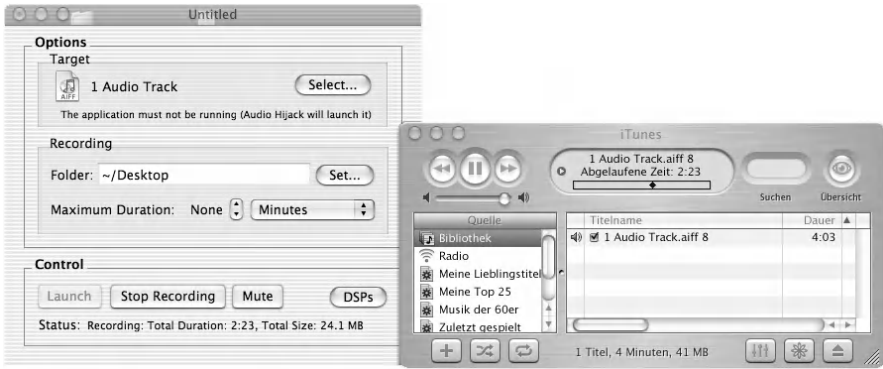 Untitled
Options
Target
AIFF
1 Audio Track
Select...
The application must not be running (Audio Hijack will launch it)
Recording
Folder: ~/Desktop
Set...
Maximum Duration: None Minutes
Control
Launch Stop Recording Mute DSPs
Status: Recording: Total Duration: 2:23, Total Size: 24.1 MB
iTunes
1 Audio Track.aiff 8
Abgelaufene Zeit: 2:23
Suchen Übersicht
Quelle
Bibliothek
Radio
Meine Lieblingstitel
Meine Top 25
Musik der 60er
Zuletzt gespielt
Titelname Dauer
1 Audio Track.aiff 8 4:03
1 Titel, 4 Minuten, 41 MB